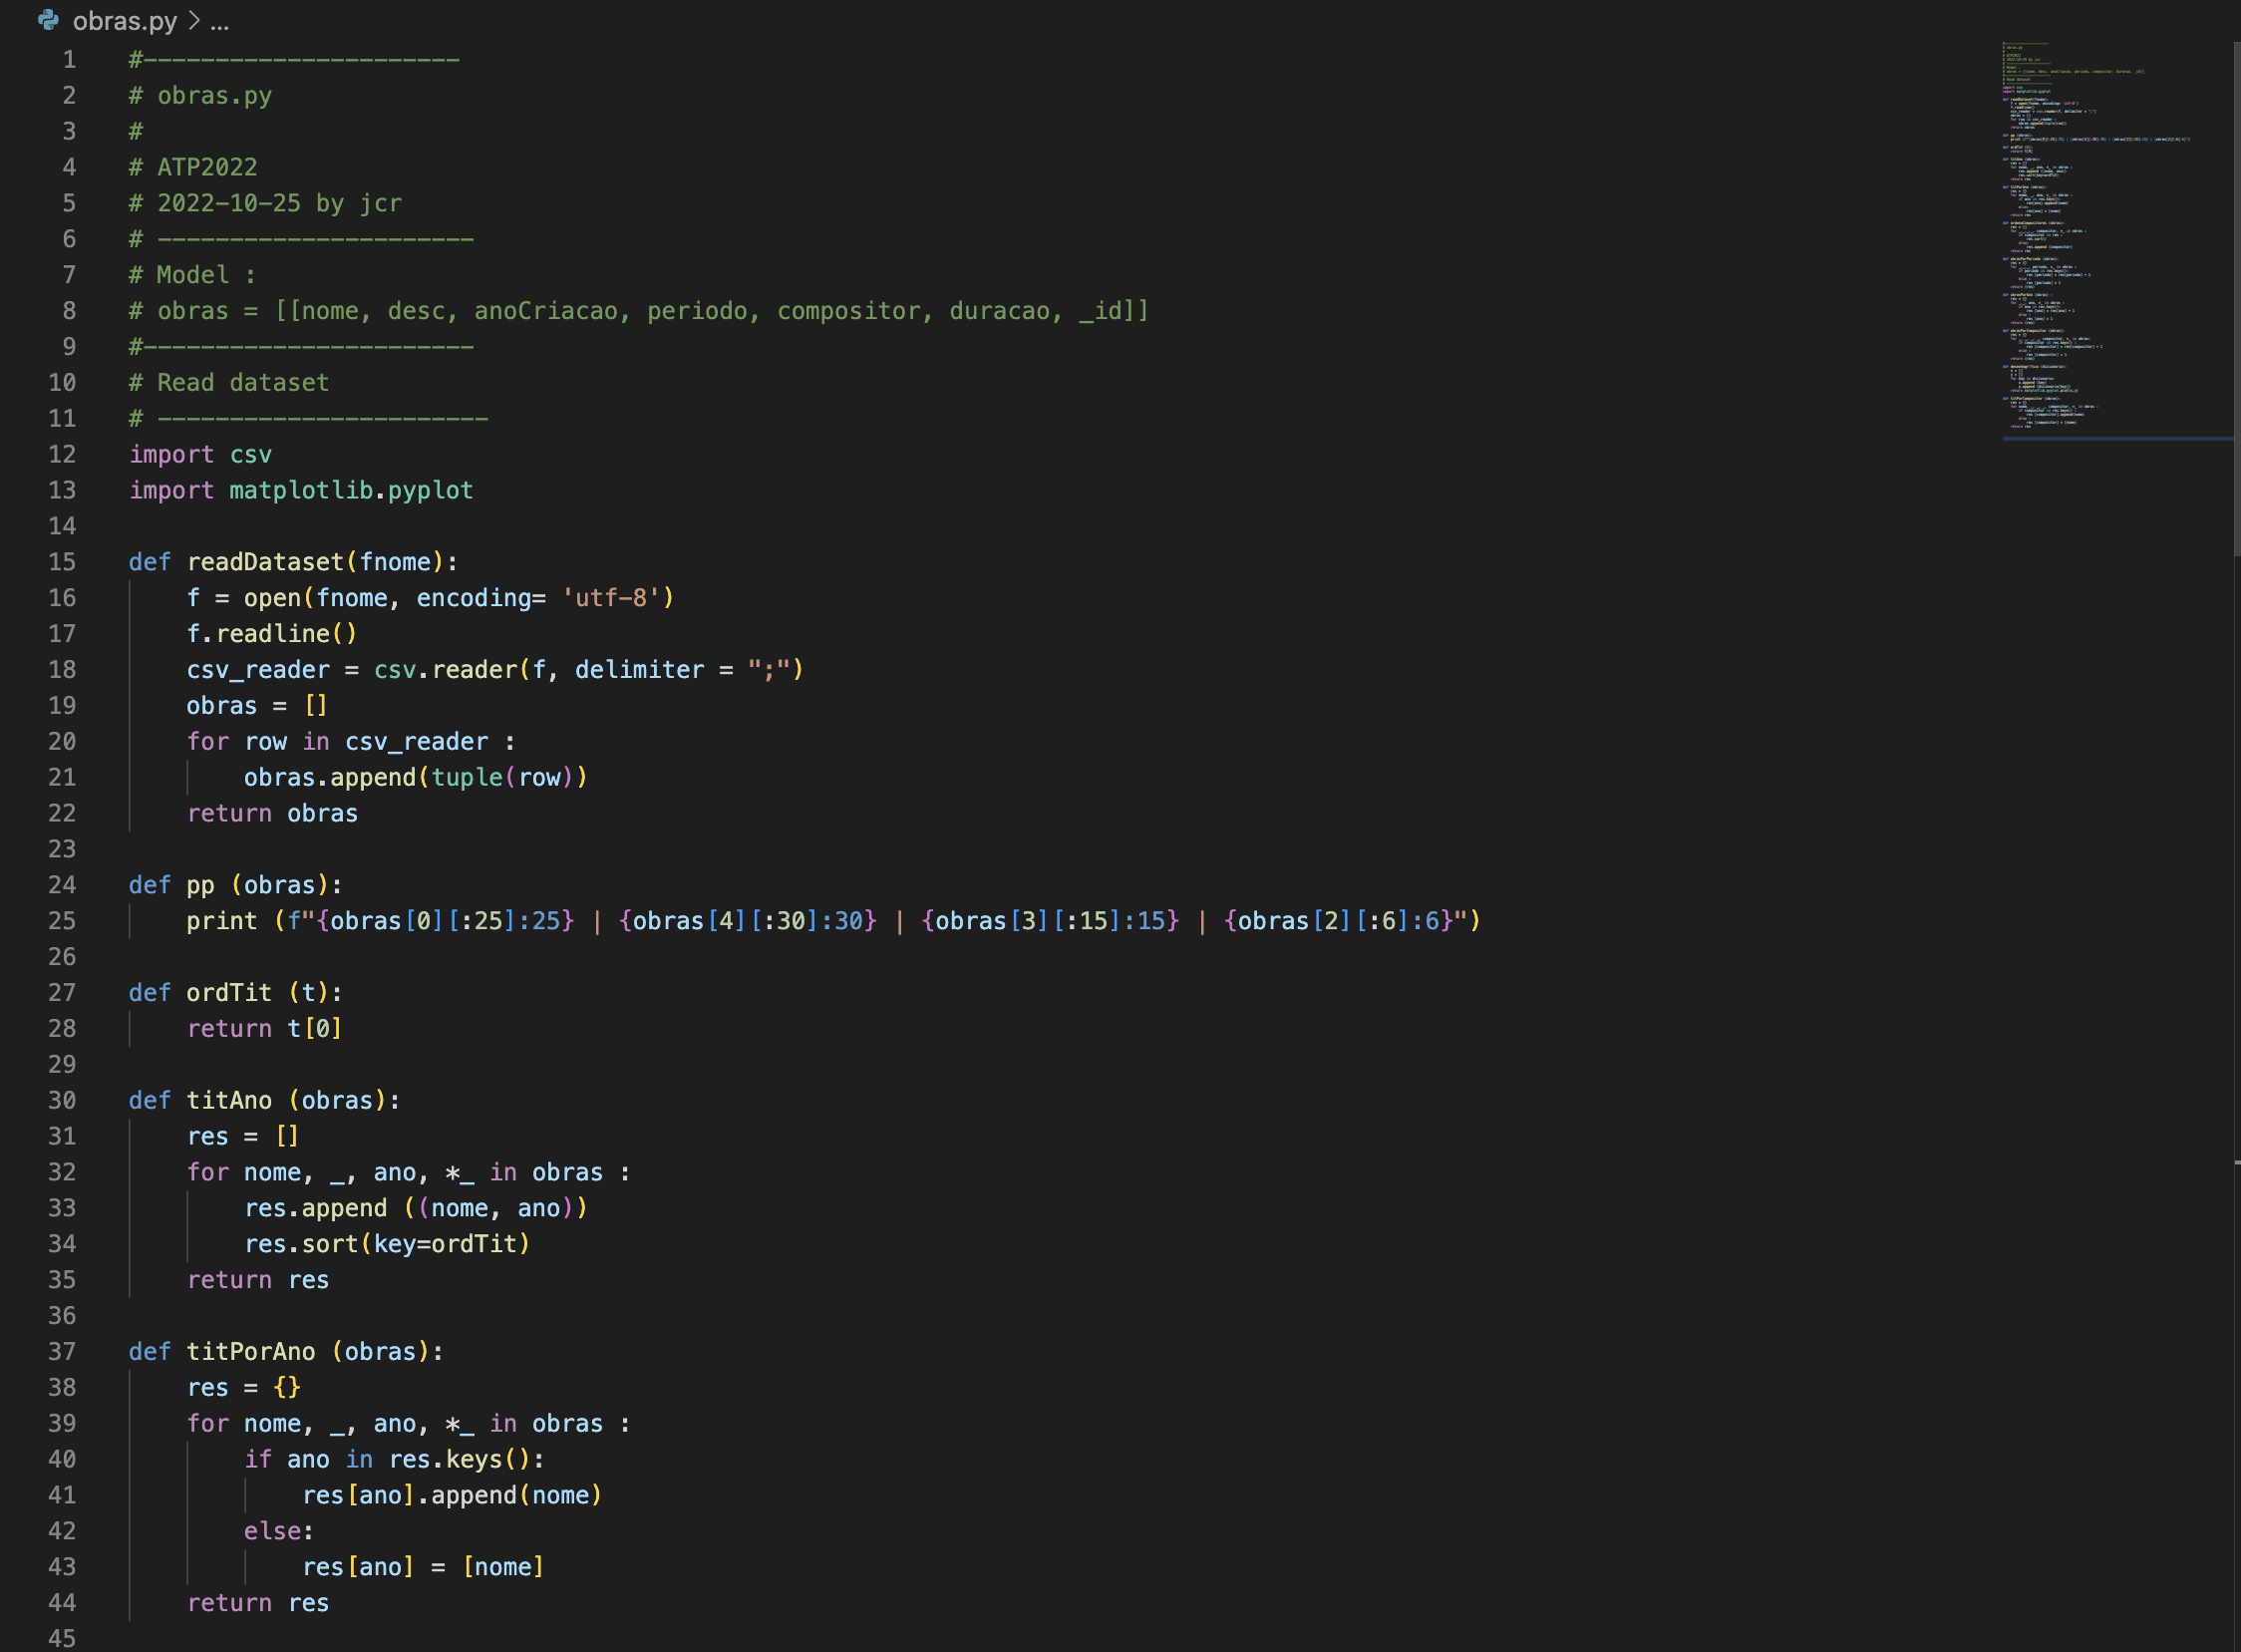 obras.py > ...
1 #----------------------
2 # obras.py
3 #
4 # ATP2022
5 # 2022-10-25 by jcr
6 # ----------------------
7 # Model :
8 # obras = [[nome, desc, anoCriacao, periodo, compositor, duracao, _id]]
9 #-----------------------
10 # Read dataset
11 # -----------------------
12 import csv
13 import matplotlib.pyplot
14
15 def readDataset(fnome):
16     f = open(fnome, encoding= 'utf-8')
17     f.readline()
18     csv_reader = csv.reader(f, delimiter = ";")
19     obras = []
20     for row in csv_reader :
21         obras.append(tuple(row))
22     return obras
23
24 def pp (obras):
25     print (f"{obras[0][:25]:25} | {obras[4][:30]:30} | {obras[3][:15]:15} | {obras[2][:6]:6}")
26
27 def ordTit (t):
28     return t[0]
29
30 def titAno (obras):
31     res = []
32     for nome, _, ano, *_ in obras :
33         res.append ((nome, ano))
34         res.sort(key=ordTit)
35     return res
36
37 def titPorAno (obras):
38     res = {}
39     for nome, _, ano, *_ in obras :
40         if ano in res.keys():
41             res[ano].append(nome)
42         else:
43             res[ano] = [nome]
44     return res
45